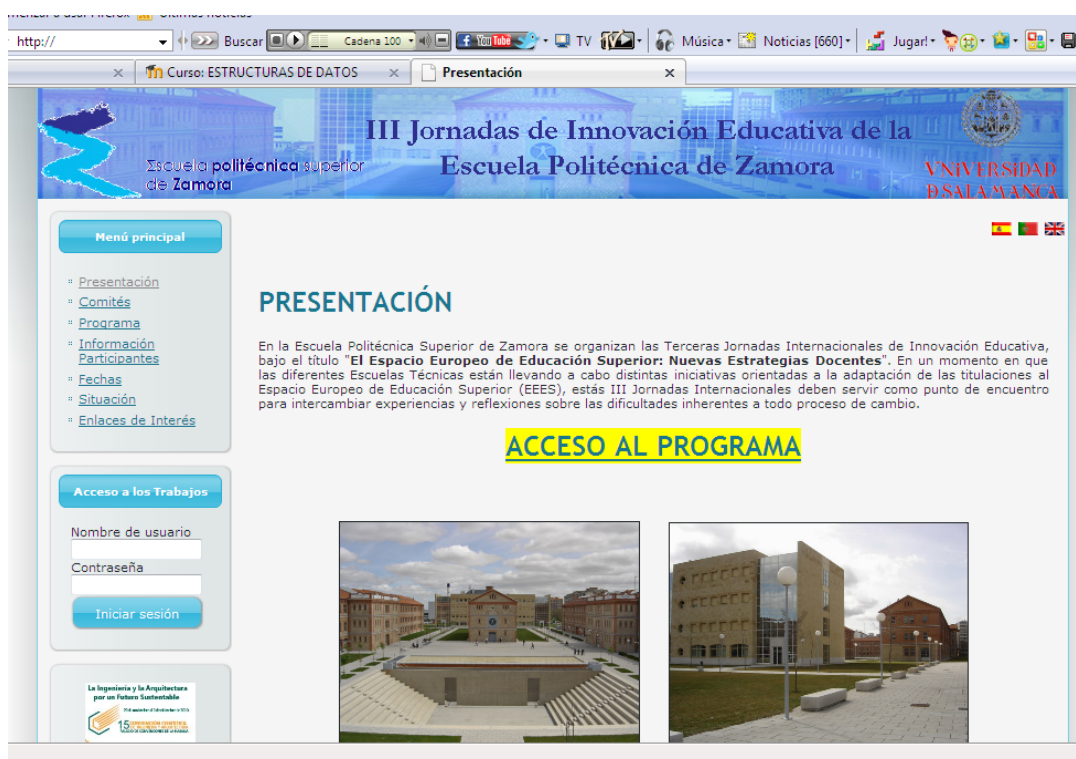 http://
Buscar
Cadena 100
You Tube
TV
Música
Noticias [660]
Jugar!
Curso: ESTRUCTURAS DE DATOS
Presentación
III Jornadas de Innovación Educativa de la
Escuela Politécnica de Zamora
Escuela politécnica superior
de Zamora
VNiVERSiDAD
D SALAMANCA
Menú principal
Presentación
Comités
Programa
Información
Participantes
Fechas
Situación
Enlaces de Interés
PRESENTACIÓN
En la Escuela Politécnica Superior de Zamora se organizan las Terceras Jornadas Internacionales de Innovación Educativa,
bajo el título "El Espacio Europeo de Educación Superior: Nuevas Estrategias Docentes". En un momento en que
las diferentes Escuelas Técnicas están llevando a cabo distintas iniciativas orientadas a la adaptación de las titulaciones al
Espacio Europeo de Educación Superior (EEES), estás III Jornadas Internacionales deben servir como punto de encuentro
para intercambiar experiencias y reflexiones sobre las dificultades inherentes a todo proceso de cambio.
ACCESO AL PROGRAMA
Acceso a los Trabajos
Nombre de usuario
Contraseña
Iniciar sesión
La Ingeniería y la Arquitectura
por un Futuro Sustentable
15